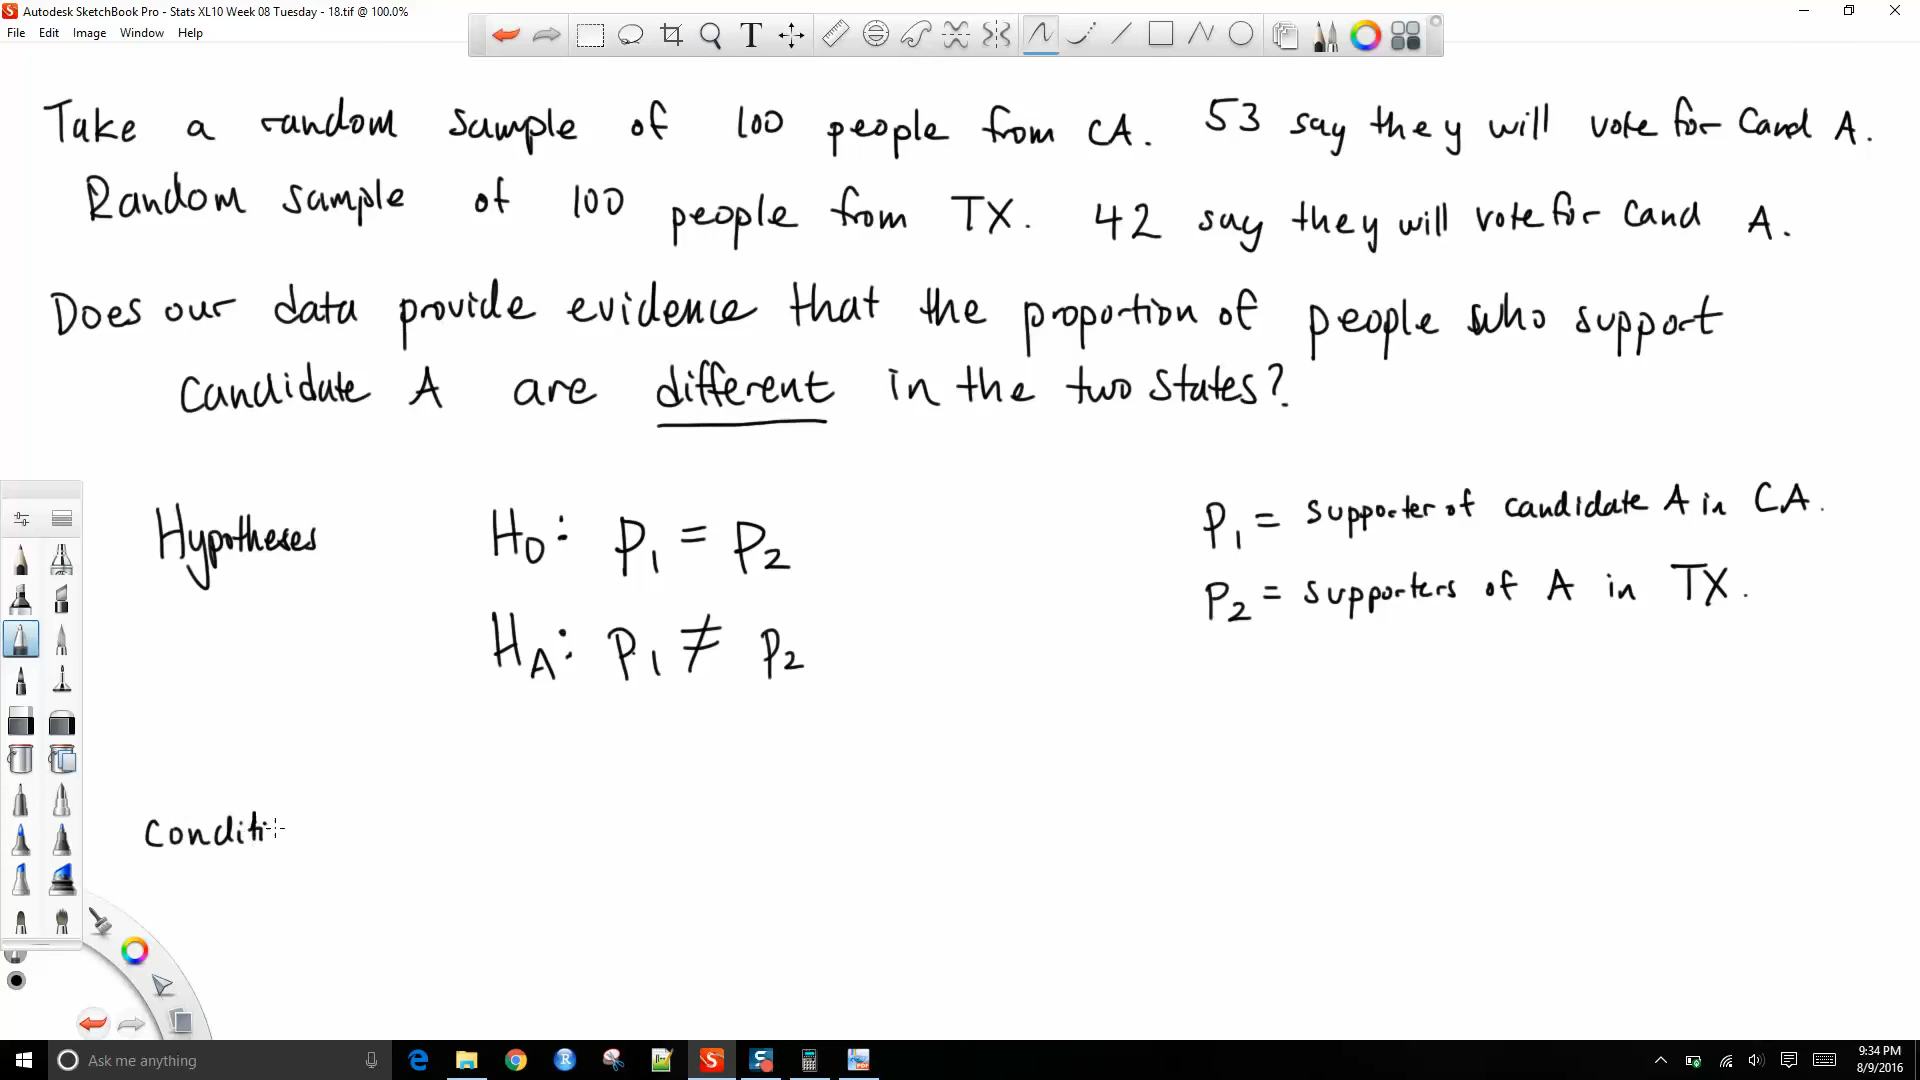 Autodesk SketchBook Pro - Stats XL10 Week 08 Tuesday - 18.tif @ 100.0%
File Edit Image Window Help
Take a random sample of 100 people from CA. 53 say they will vote for Cand A.
Random sample of 100 people from TX. 42 say they will vote for Cand A.
Does our data provide evidence that the proportion of people who support
candidate A are different in the two states?
Hypotheses H₀: p₁ = p₂
p₁ = supporter of candidate A in CA.
p₂ = supporters of A in TX.
H_A: p₁ ≠ p₂
Conditi
Ask me anything
9:34 PM
8/9/2016